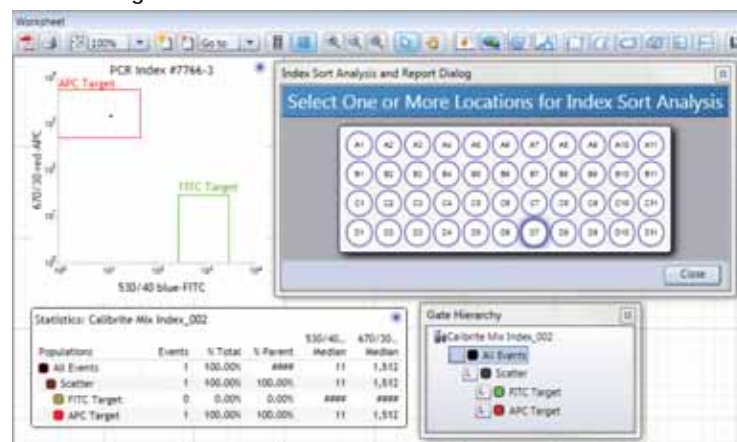 Worksheet
100%
Go to
PCR Index #7766-3
APC Target
FITC Target
670/30-red-APC
530/40 blue-FITC
Index Sort Analysis and Report Dialog
Select One or More Locations for Index Sort Analysis
A1 A2 A3 A4 A5 A6 A7 A8 A9 A10 A11
B1 B2 B3 B4 B5 B6 B7 B8 B9 B10 B11
C1 C2 C3 C4 C5 C6 C7 C8 C9 C10 C11
D1 D2 D3 D4 D5 D6 D7 D8 D9 D10 D11
Close
Statistics: Calibrite Mix Index_002
530/40... 670/30...
Populations Events % Total % Parent Median Median
All Events 1 100.00% #### 11 1,512
Scatter 1 100.00% 100.00% 11 1,512
FITC Target 0 0.00% 0.00% #### ####
APC Target 1 100.00% 100.00% 11 1,512
Gate Hierarchy
Calibrite Mix Index_002
All Events
Scatter
FITC Target
APC Target